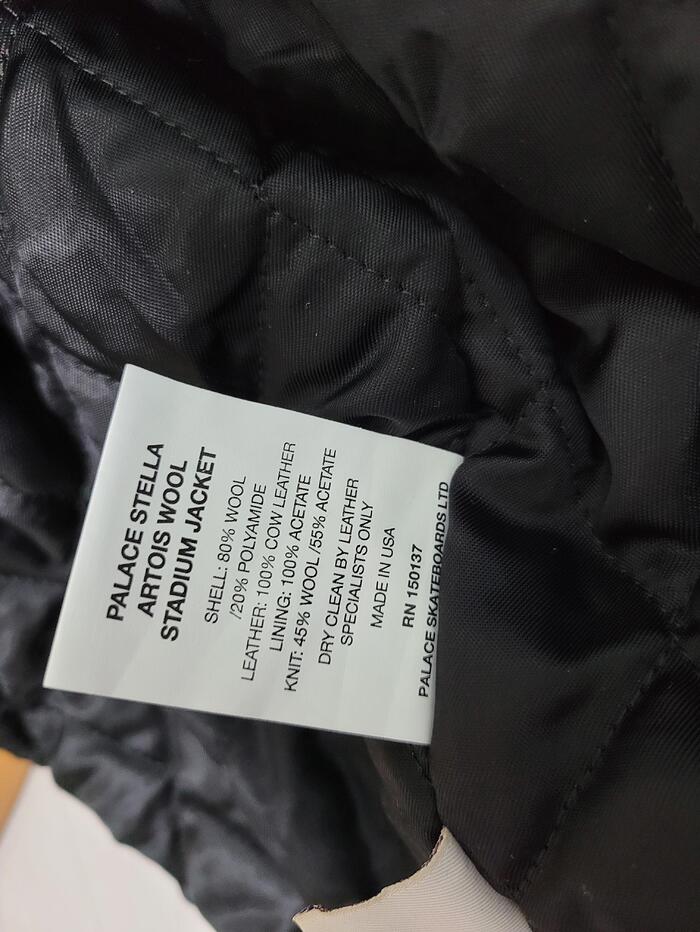 PALACE STELLA
ARTOIS WOOL
STADIUM JACKET
SHELL: 80% WOOL
/20% POLYAMIDE
LEATHER: 100% COW LEATHER
LINING: 100% ACETATE
KNIT: 45% WOOL /55% ACETATE
DRY CLEAN BY LEATHER
SPECIALISTS ONLY
MADE IN USA
RN 150137
PALACE SKATEBOARDS LTD